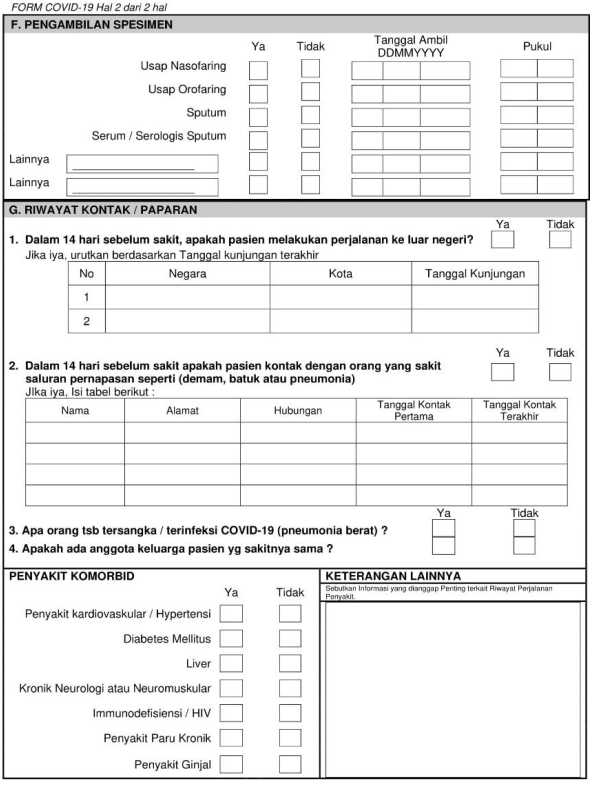 FORM COVID-19 Hal 2 dari 2 hal
F. PENGAMBILAN SPESIMEN
Ya Tidak Tanggal Ambil DDMMYYYY Pukul
Usap Nasofaring
Usap Orofaring
Sputum
Serum / Serologis Sputum
Lainnya
Lainnya
G. RIWAYAT KONTAK / PAPARAN
Ya Tidak
1. Dalam 14 hari sebelum sakit, apakah pasien melakukan perjalanan ke luar negeri?
Jika iya, urutkan berdasarkan Tanggal kunjungan terakhir
No Negara Kota Tanggal Kunjungan
1
2
Ya Tidak
2. Dalam 14 hari sebelum sakit apakah pasien kontak dengan orang yang sakit
saluran pernapasan seperti (demam, batuk atau pneumonia)
JIka iya, Isi tabel berikut :
Nama Alamat Hubungan Tanggal Kontak Pertama Tanggal Kontak Terakhir
Ya Tidak
3. Apa orang tsb tersangka / terinfeksi COVID-19 (pneumonia berat) ?
4. Apakah ada anggota keluarga pasien yg sakitnya sama ?
PENYAKIT KOMORBID
Ya Tidak
Penyakit kardiovaskular / Hypertensi
Diabetes Mellitus
Liver
Kronik Neurologi atau Neuromuskular
Immunodefisiensi / HIV
Penyakit Paru Kronik
Penyakit Ginjal
KETERANGAN LAINNYA
Sebutkan Informasi yang dianggap Penting terkait Riwayat Perjalanan
Penyakit.